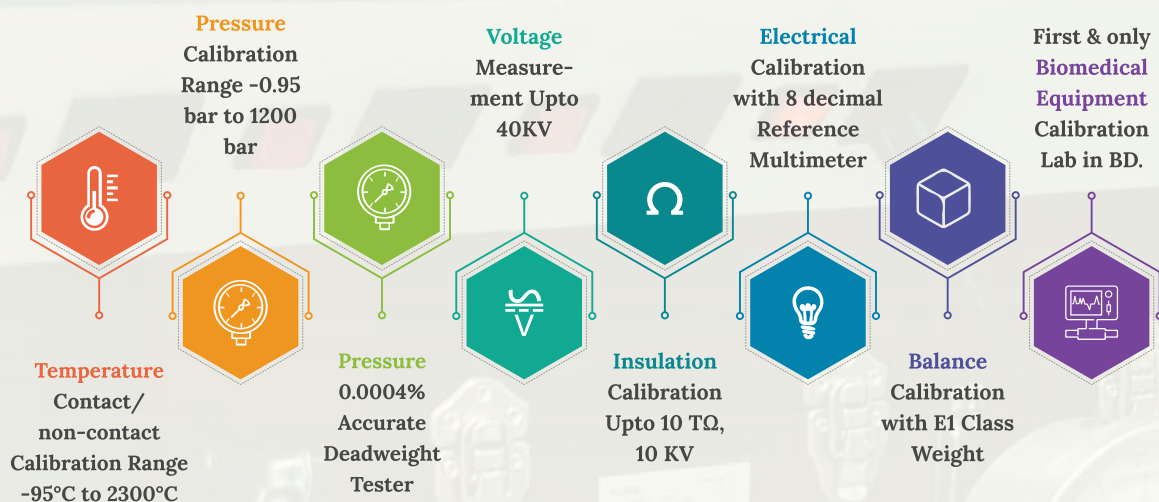 Pressure
Calibration
Range -0.95
bar to 1200
bar
Voltage
Measure-
ment Upto
40KV
Electrical
Calibration
with 8 decimal
Reference
Multimeter
First & only
Biomedical
Equipment
Calibration
Lab in BD.
Ω
V
Temperature
Contact/
non-contact
Calibration Range
-95°C to 2300°C
Pressure
0.0004%
Accurate
Deadweight
Tester
Insulation
Calibration
Upto 10 TΩ,
10 KV
Balance
Calibration
with E1 Class
Weight